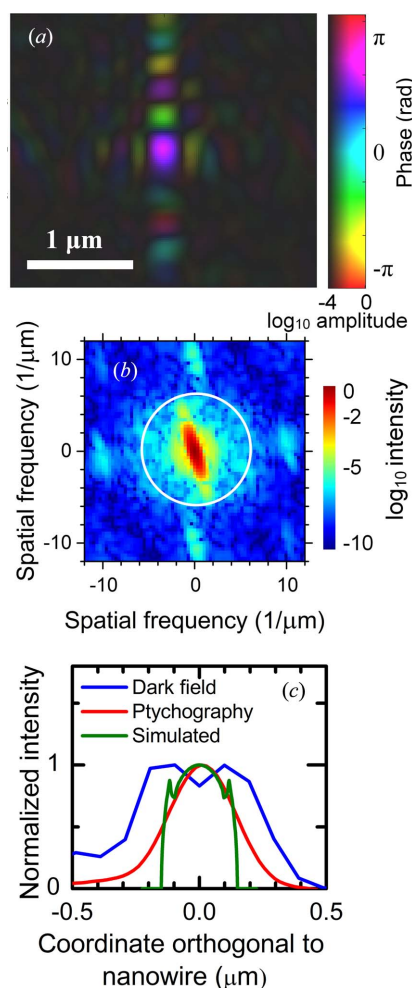 (a)
π
0
-π
Phase (rad)
1 μm
-4 0
log10 amplitude
Spatial frequency (1/μm)
10
0
-10
(b)
0
-2
-5
-10
log10 intensity
-10 0 10
Spatial frequency (1/μm)
Normalized intensity
1
0
Dark field
Ptychography
Simulated
(c)
-0.5 0.0 0.5
Coordinate orthogonal to
nanowire (μm)